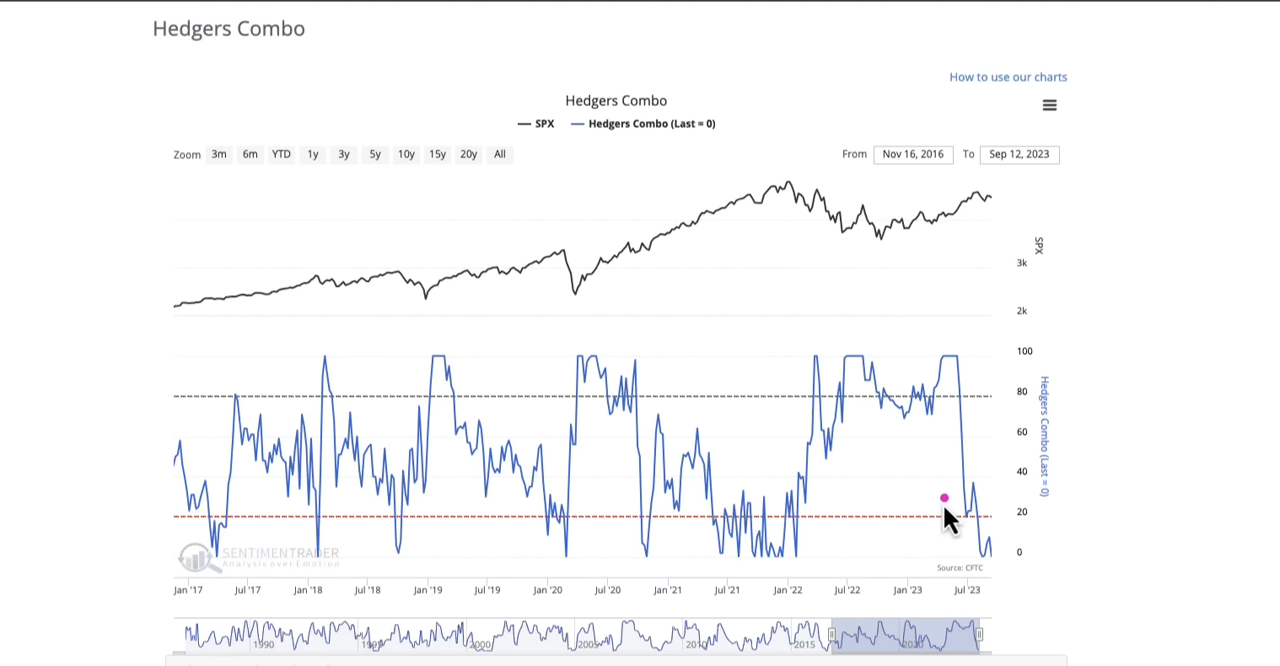 Hedgers Combo
How to use our charts
Hedgers Combo
SPX Hedgers Combo (Last = 0)
Zoom 3m 6m YTD 1y 3y 5y 10y 15y 20y All
From Nov 16, 2016 To Sep 12, 2023
SPX
3k
2k
100
80
60
40
20
0
Hedgers Combo (Last = 0)
SENTIMENTRADER
Analysis over Emotion
Source: CFTC
Jan '17 Jul '17 Jan '18 Jul '18 Jan '19 Jul '19 Jan '20 Jul '20 Jan '21 Jul '21 Jan '22 Jul '22 Jan '23 Jul '23
1990 2000 2005 2015 2020